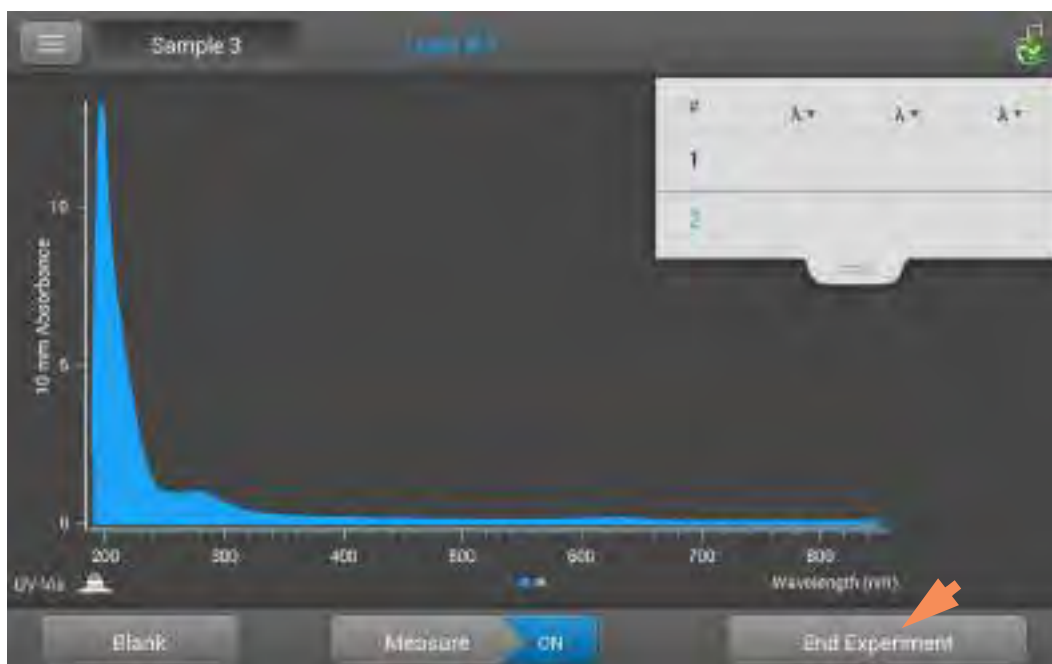 Sample 3
# λ λ λ
1
2
10
5
0
10 mm Absorbance
200 300 400 500 600 700 800
UV-Vis
Wavelength (nm)
Blank
Measure
ON
End Experiment